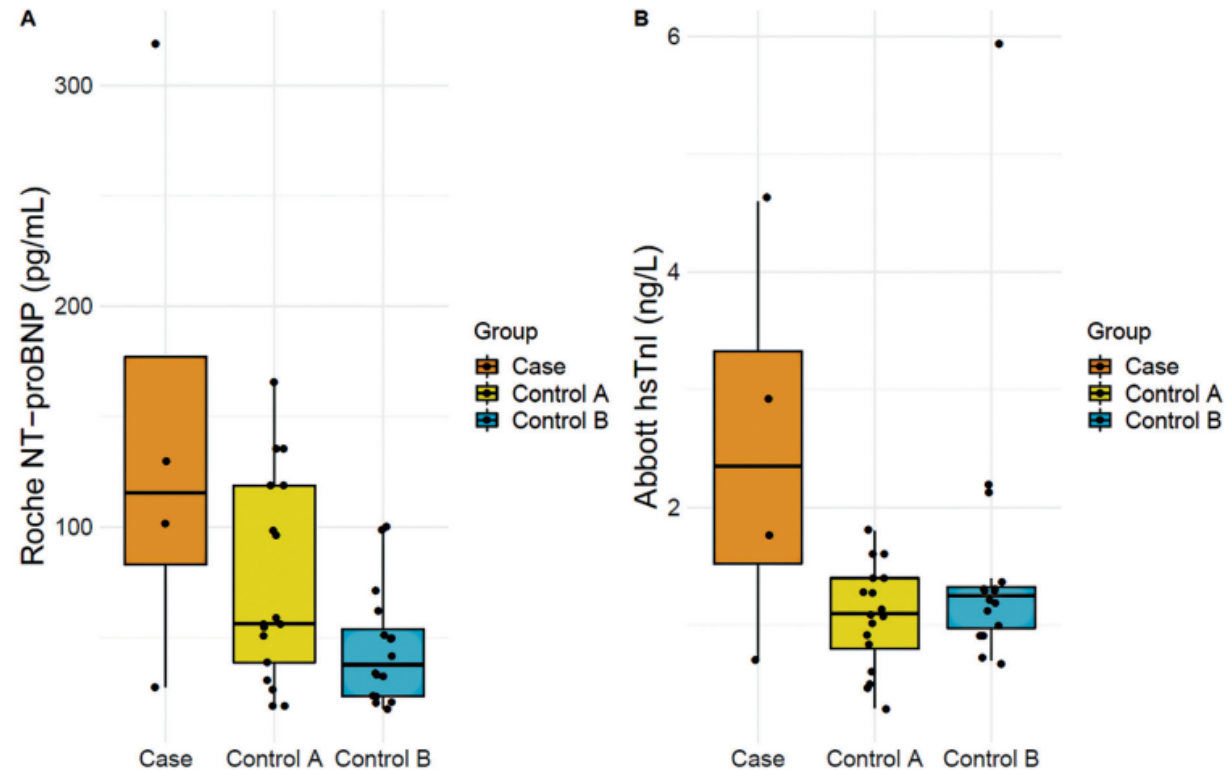 A
Roche NT-proBNP (pg/mL)
300
200
100
Case
Control A
Control B
Group
Case
Control A
Control B
B
Abbott hsTnI (ng/L)
6
4
2
Case
Control A
Control B
Group
Case
Control A
Control B